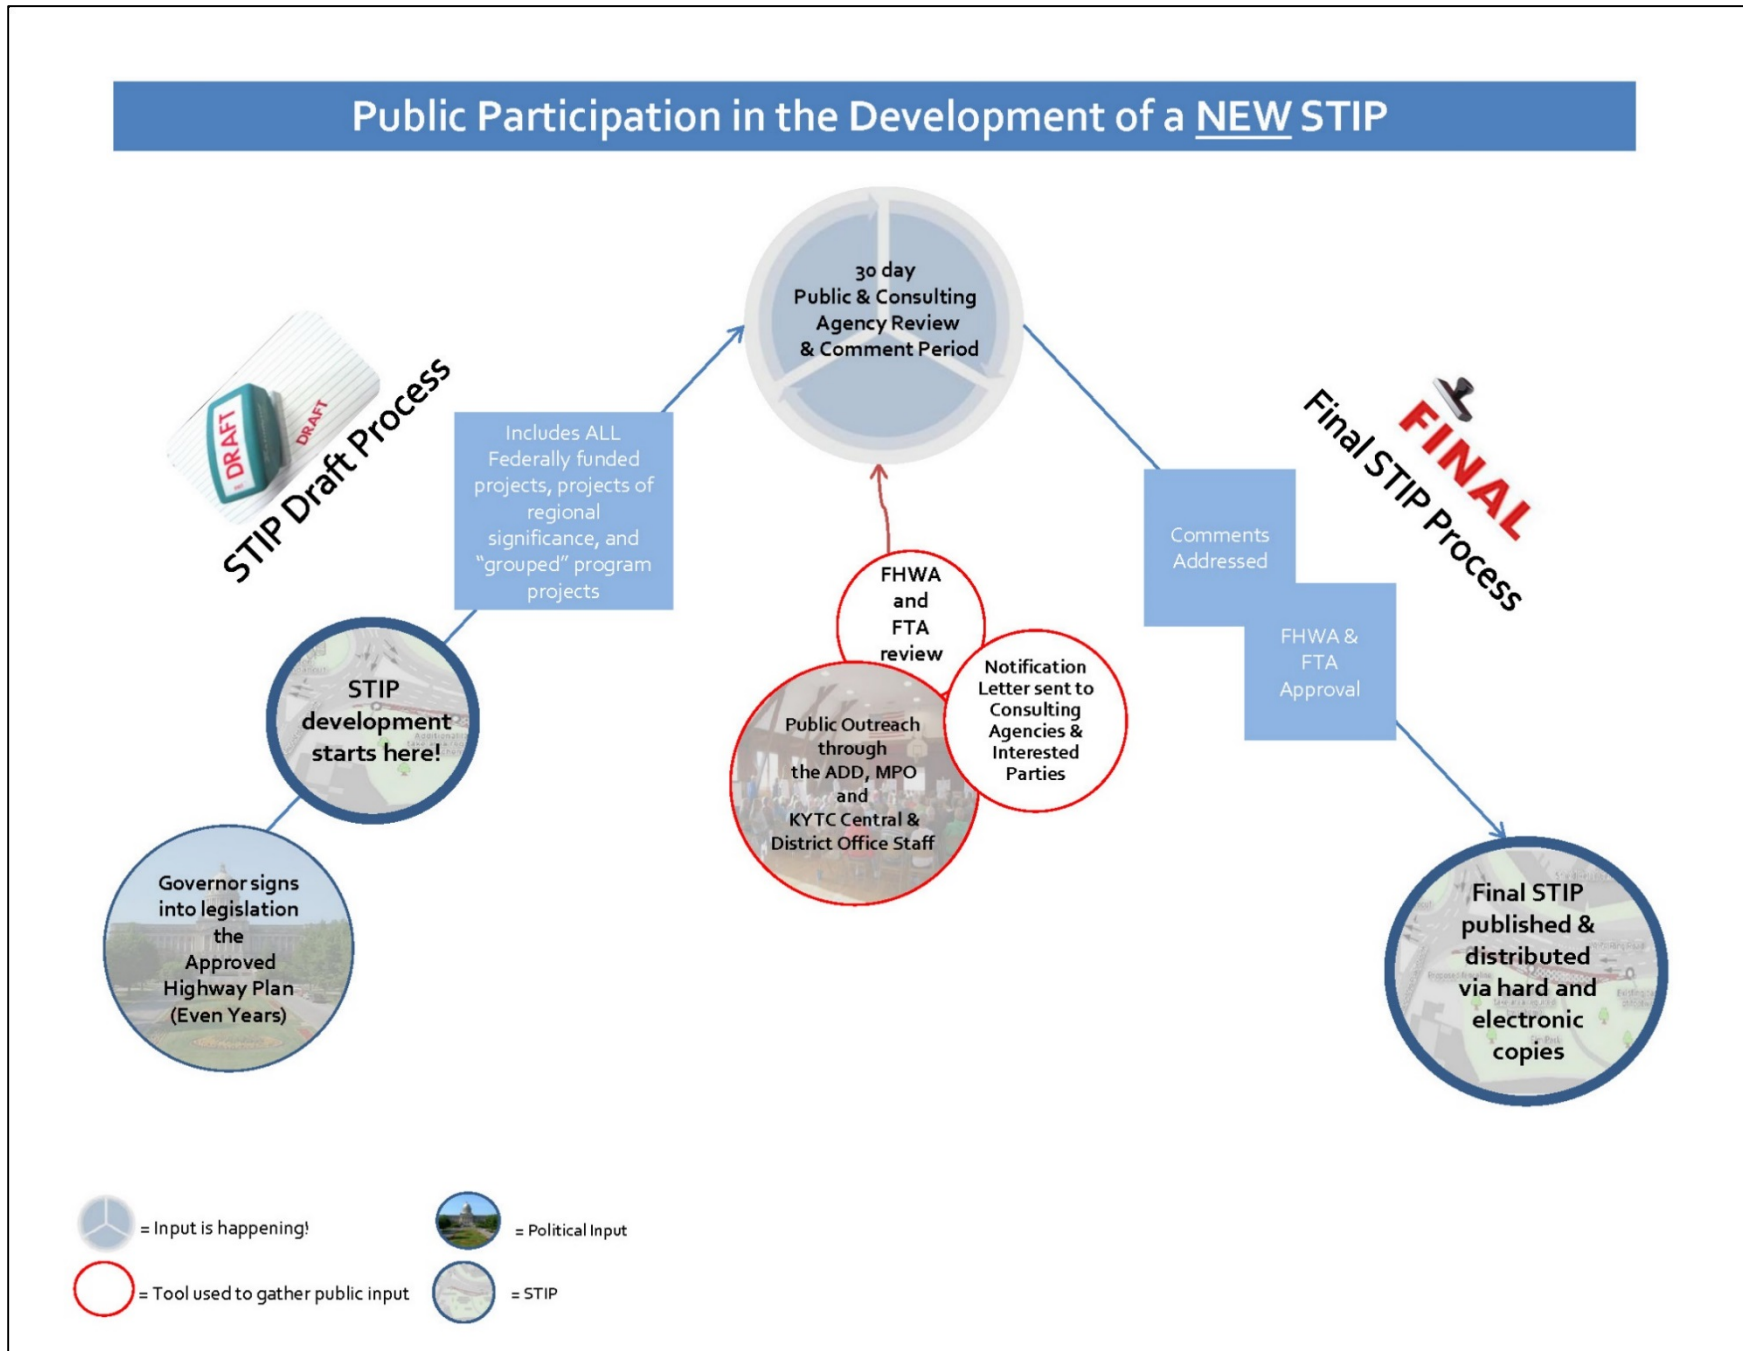 Public Participation in the Development of a NEW STIP
30 day
Public & Consulting
Agency Review
& Comment Period
DRAFT
DRAFT
STIP Draft Process
Includes ALL
Federally funded
projects, projects of
regional
significance, and
“grouped” program
projects
FINAL
Final STIP Process
Comments
Addressed
FHWA
and
FTA
review
FHWA &
FTA
Approval
STIP
development
starts here!
Notification
Letter sent to
Consulting
Agencies &
Interested
Parties
Public Outreach
through
the ADD, MPO
and
KYTC Central &
District Office Staff
Governor signs
into legislation
the
Approved
Highway Plan
(Even Years)
Final STIP
published &
distributed
via hard and
electronic
copies
= Input is happening!
= Political Input
= Tool used to gather public input
= STIP